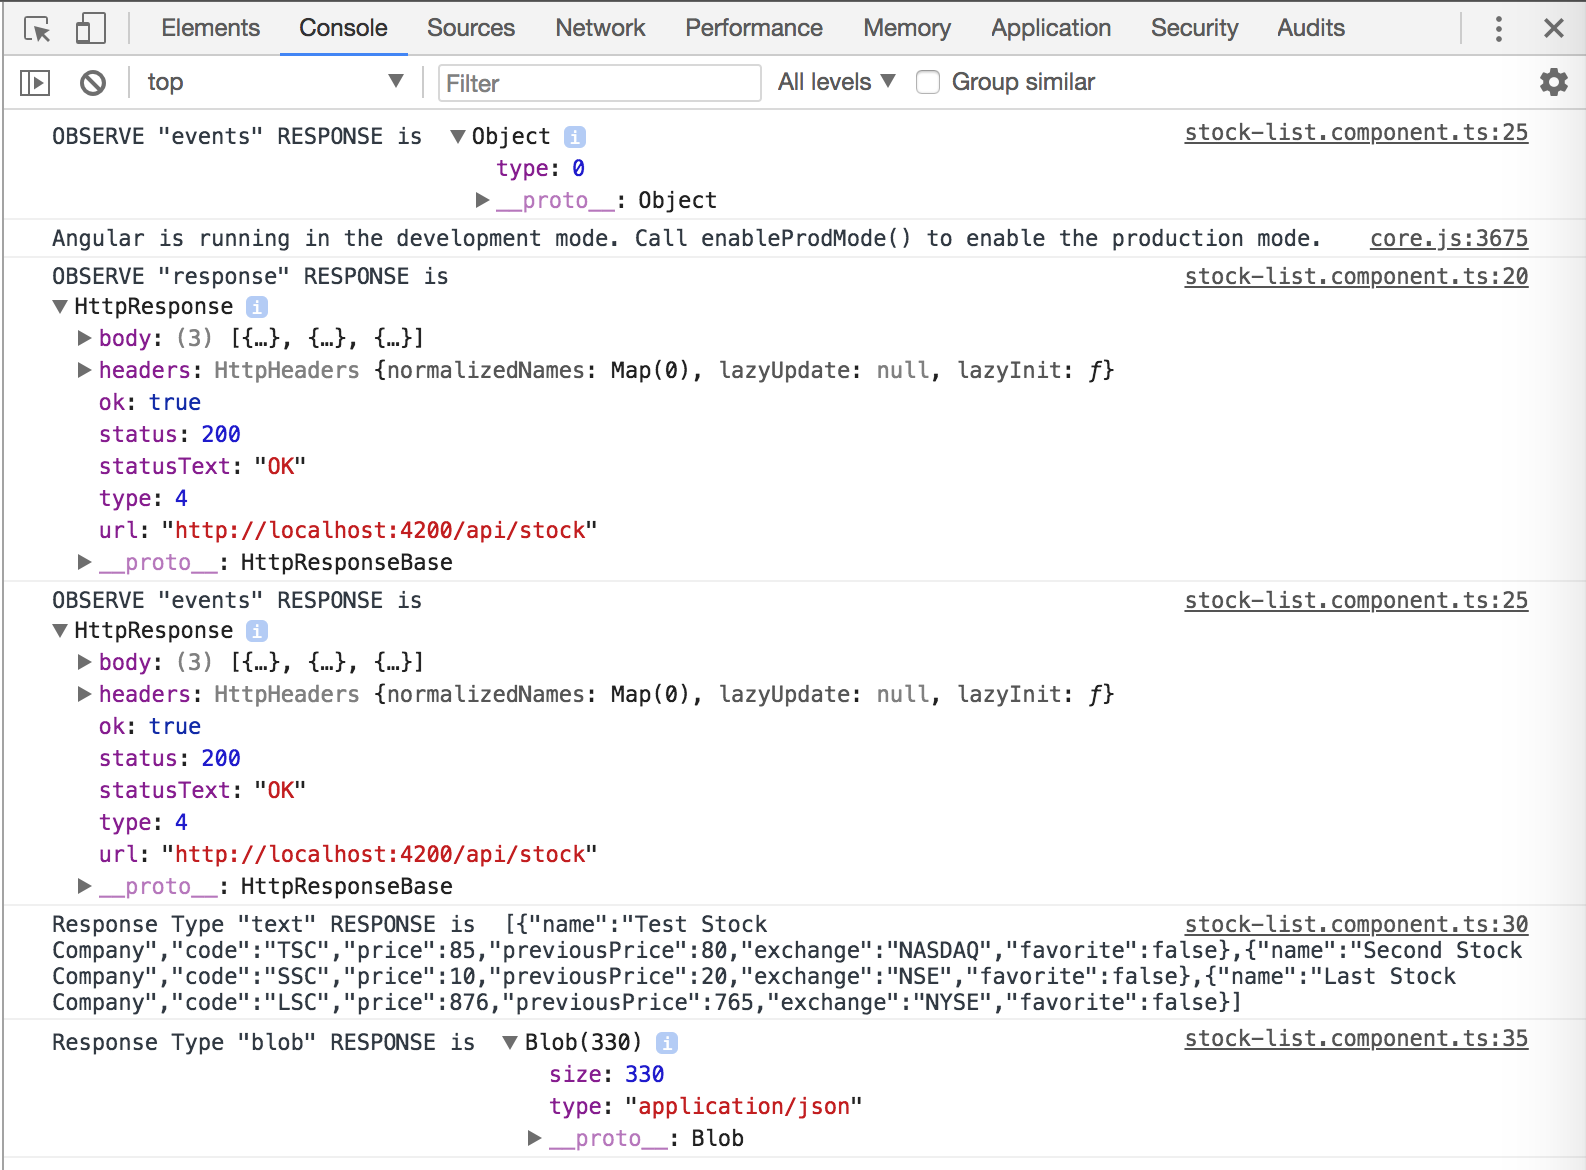 Elements Console Sources Network Performance Memory Application Security Audits
top Filter All levels Group similar
OBSERVE "events" RESPONSE is ▼Object i stock-list.component.ts:25
type: 0
▶__proto__: Object
Angular is running in the development mode. Call enableProdMode() to enable the production mode. core.js:3675
OBSERVE "response" RESPONSE is stock-list.component.ts:20
▼HttpResponse i
▶body: (3) [{…}, {…}, {…}]
▶headers: HttpHeaders {normalizedNames: Map(0), lazyUpdate: null, lazyInit: ƒ}
ok: true
status: 200
statusText: "OK"
type: 4
url: "http://localhost:4200/api/stock"
▶__proto__: HttpResponseBase
OBSERVE "events" RESPONSE is stock-list.component.ts:25
▼HttpResponse i
▶body: (3) [{…}, {…}, {…}]
▶headers: HttpHeaders {normalizedNames: Map(0), lazyUpdate: null, lazyInit: ƒ}
ok: true
status: 200
statusText: "OK"
type: 4
url: "http://localhost:4200/api/stock"
▶__proto__: HttpResponseBase
Response Type "text" RESPONSE is [{"name":"Test Stock stock-list.component.ts:30
Company","code":"TSC","price":85,"previousPrice":80,"exchange":"NASDAQ","favorite":false},{"name":"Second Stock
Company","code":"SSC","price":10,"previousPrice":20,"exchange":"NSE","favorite":false},{"name":"Last Stock
Company","code":"LSC","price":876,"previousPrice":765,"exchange":"NYSE","favorite":false}]
Response Type "blob" RESPONSE is ▼Blob(330) i stock-list.component.ts:35
size: 330
type: "application/json"
▶__proto__: Blob